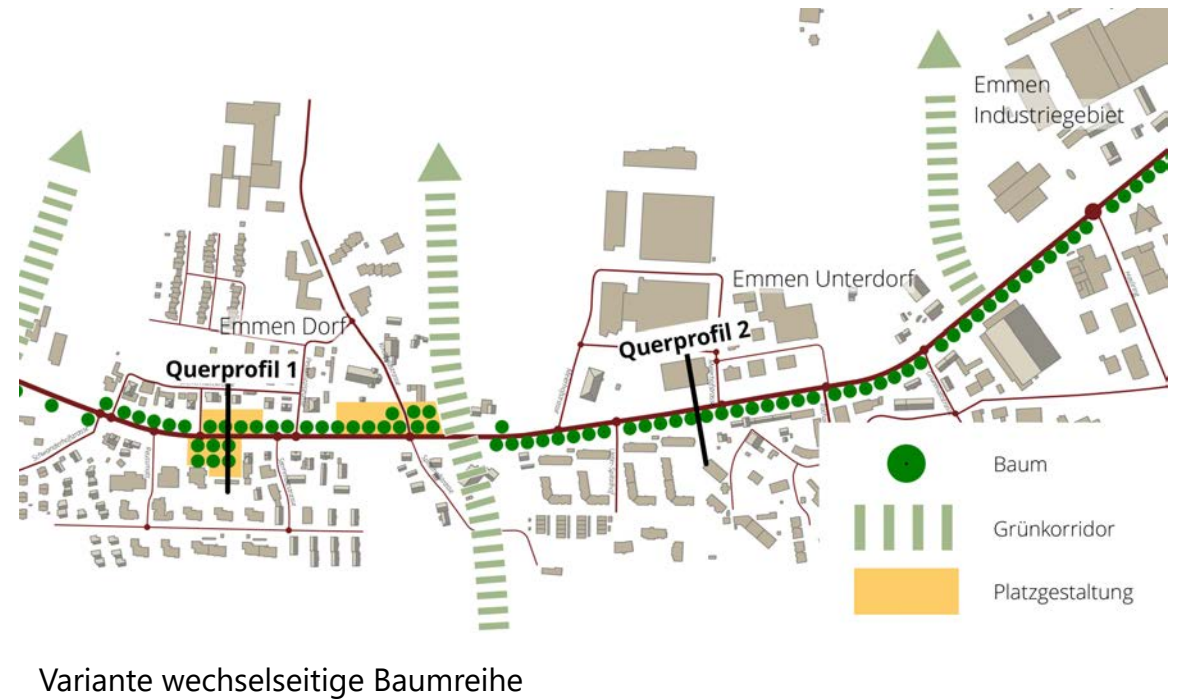 Emmen
Industriegebiet
Emmen Unterdorf
Emmen Dorf
Querprofil 2
Querprofil 1
Baum
Grünkorridor
Platzgestaltung
Variante wechselseitige Baumreihe